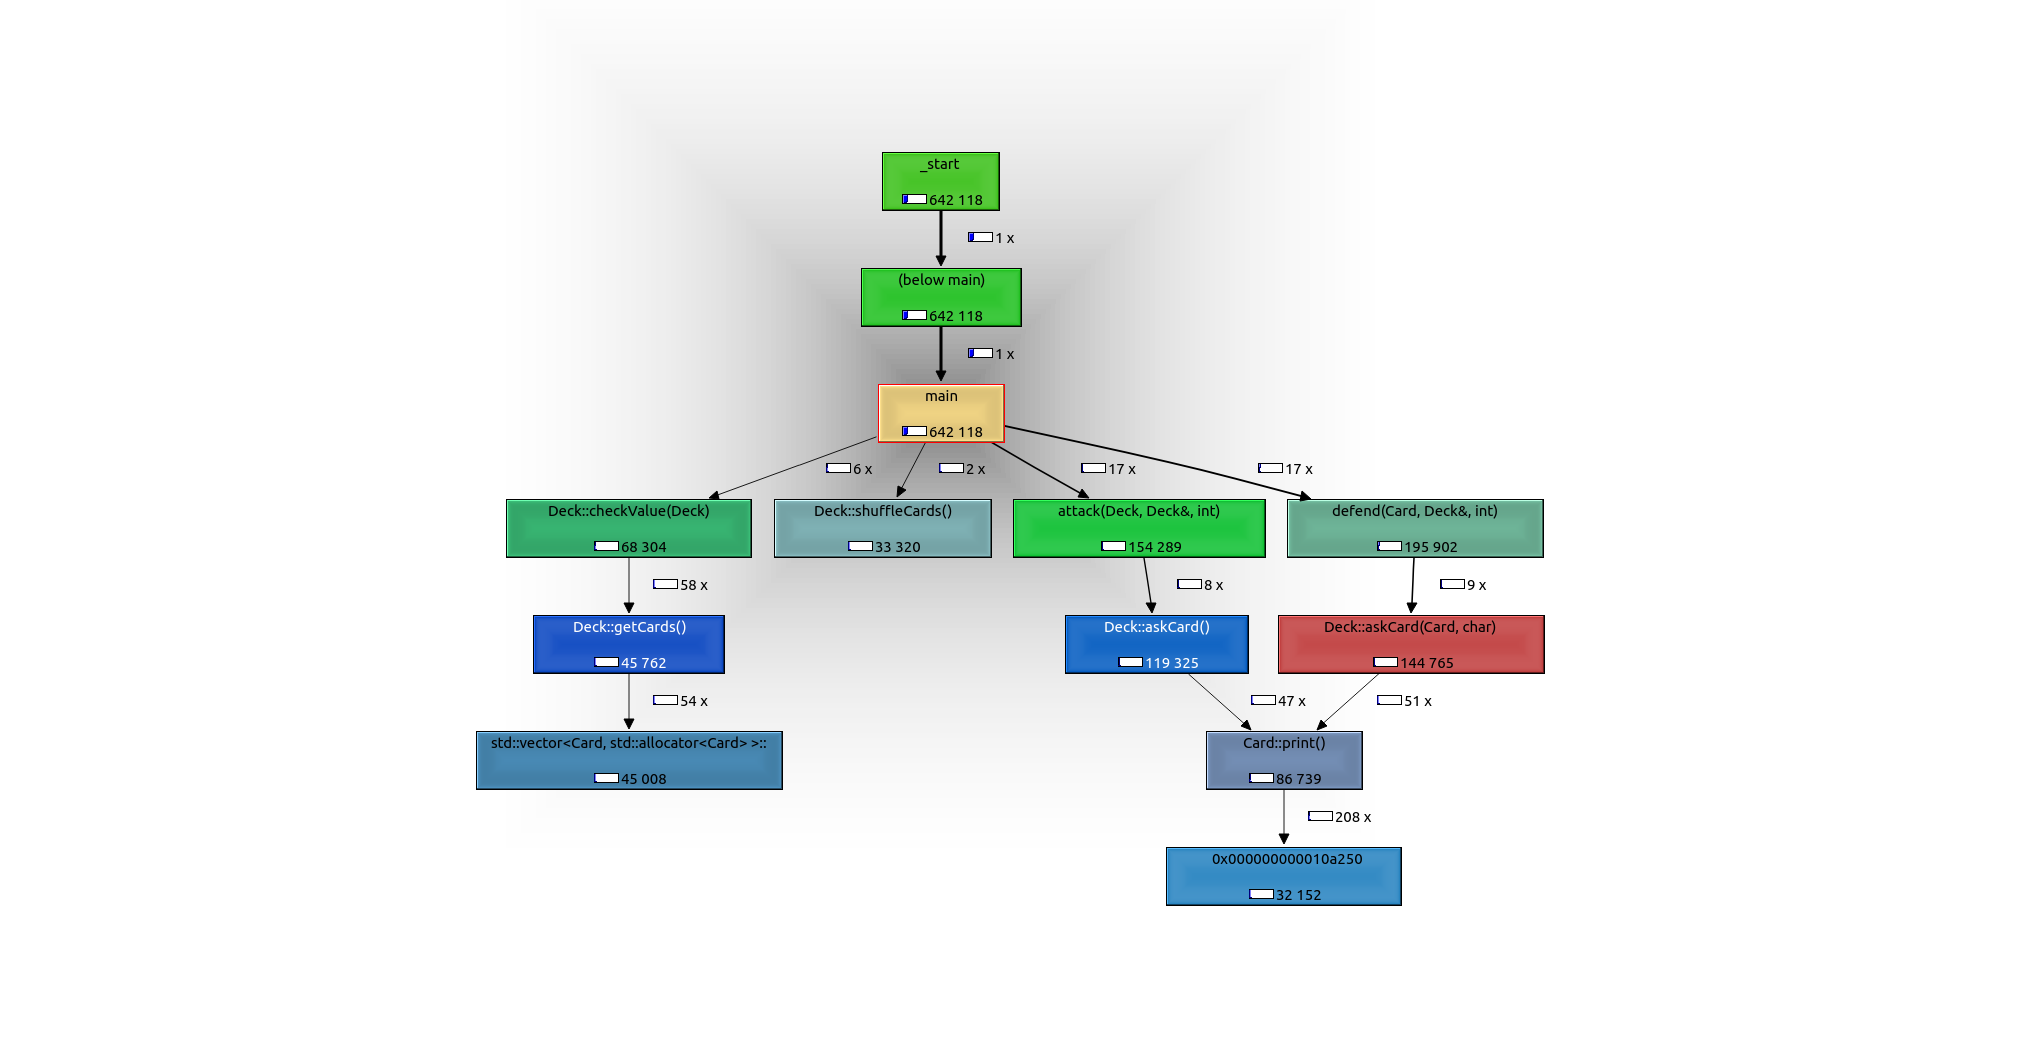 _start
642 118
1 x
(below main)
642 118
1 x
main
642 118
6 x
2 x
17 x
17 x
Deck::checkValue(Deck)
68 304
Deck::shuffleCards()
33 320
attack(Deck, Deck&, int)
154 289
defend(Card, Deck&, int)
195 902
58 x
8 x
9 x
Deck::getCards()
45 762
Deck::askCard()
119 325
Deck::askCard(Card, char)
144 765
54 x
47 x
51 x
std::vector<Card, std::allocator<Card> >::
45 008
Card::print()
86 739
208 x
0x000000000010a250
32 152